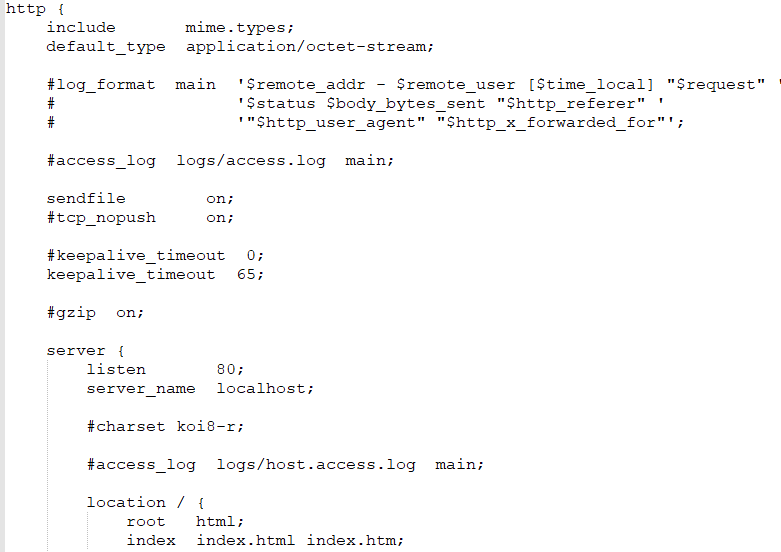 http {
    include       mime.types;
    default_type  application/octet-stream;

    #log_format  main  '$remote_addr - $remote_user [$time_local] "$request" '
    #                  '$status $body_bytes_sent "$http_referer" '
    #                  '"$http_user_agent" "$http_x_forwarded_for"';

    #access_log  logs/access.log  main;

    sendfile        on;
    #tcp_nopush     on;

    #keepalive_timeout  0;
    keepalive_timeout  65;

    #gzip  on;

    server {
        listen       80;
        server_name  localhost;

        #charset koi8-r;

        #access_log  logs/host.access.log  main;

        location / {
            root   html;
            index  index.html index.htm;